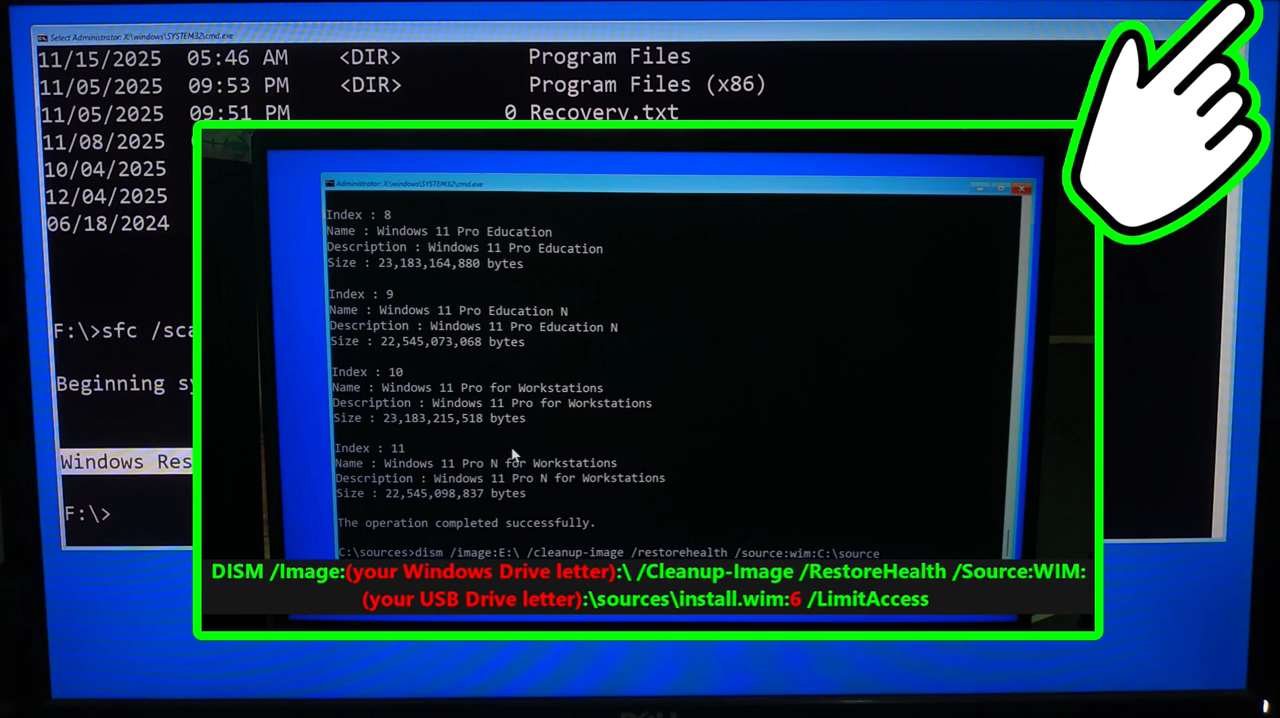 Select Administrator: X:\windows\SYSTEM32\cmd.exe
11/15/2025 05:46 AM <DIR> Program Files
11/05/2025 09:53 PM <DIR> Program Files (x86)
11/05/2025 09:51 PM 0 Recovery.txt
11/08/2025
10/04/2025
12/04/2025
06/18/2024
F:\>sfc /sca
Beginning sy
Windows Res
F:\>
Administrator: X:\windows\SYSTEM32\cmd.exe
Index : 8
Name : Windows 11 Pro Education
Description : Windows 11 Pro Education
Size : 23,183,164,880 bytes
Index : 9
Name : Windows 11 Pro Education N
Description : Windows 11 Pro Education N
Size : 22,545,073,068 bytes
Index : 10
Name : Windows 11 Pro for Workstations
Description : Windows 11 Pro for Workstations
Size : 23,183,215,518 bytes
Index : 11
Name : Windows 11 Pro N for Workstations
Description : Windows 11 Pro N for Workstations
Size : 22,545,098,837 bytes
The operation completed successfully.
C:\sources>dism /image:E:\ /cleanup-image /restorehealth /source:wim:C:\source
DISM /Image:(your Windows Drive letter):\ /Cleanup-Image /RestoreHealth /Source:WIM:
(your USB Drive letter):\sources\install.wim:6 /LimitAccess